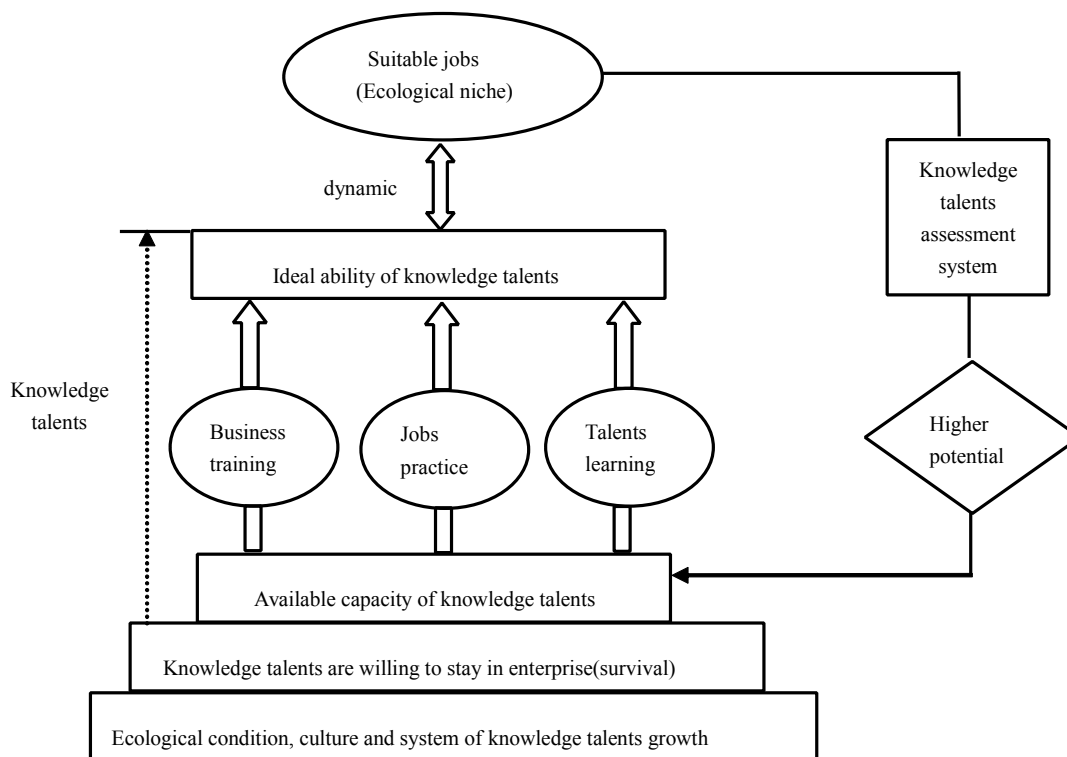 Suitable jobs
(Ecological niche)
dynamic
Knowledge
talents
assessment
system
Ideal ability of knowledge talents
Knowledge
talents
Business
training
Jobs
practice
Talents
learning
Higher
potential
Available capacity of knowledge talents
Knowledge talents are willing to stay in enterprise(survival)
Ecological condition, culture and system of knowledge talents growth